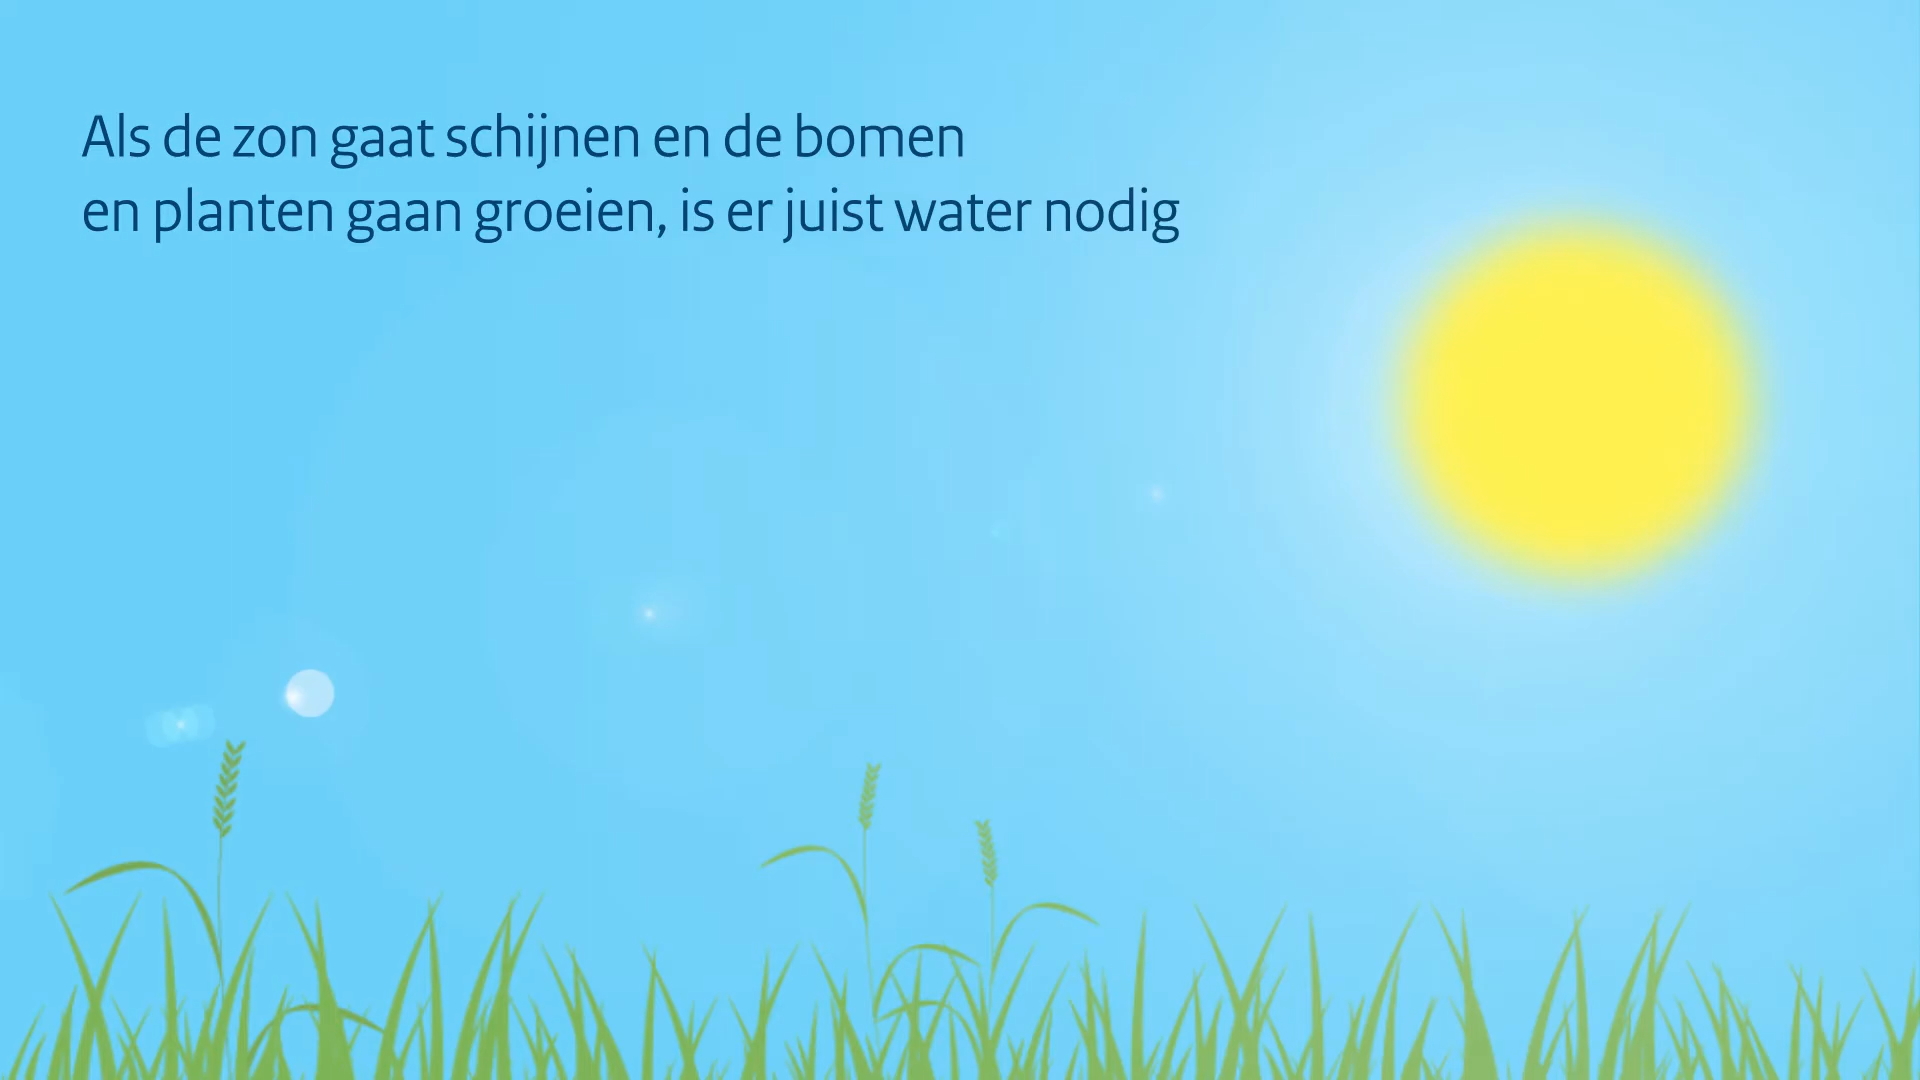 Als de zon gaat schijnen en de bomen
en planten gaan groeien, is er juist water nodig